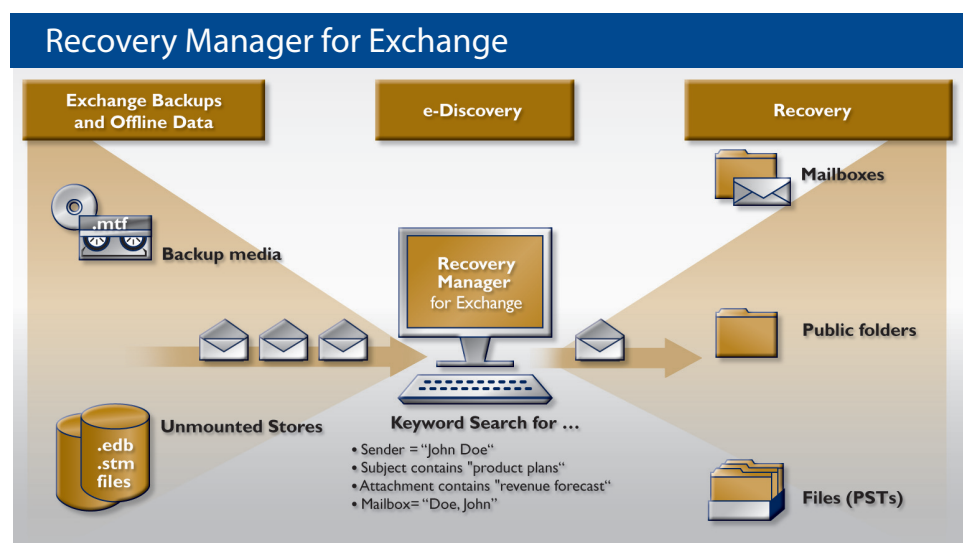 Recovery Manager for Exchange
Exchange Backups
and Offline Data
e-Discovery
Recovery
.mtf
Backup media
Recovery
Manager
for Exchange
Mailboxes
Public folders
Unmounted Stores
.edb
.stm
files
Keyword Search for ...
• Sender = “John Doe“
• Subject contains "product plans“
• Attachment contains "revenue forecast“
• Mailbox= “Doe, John”
Files (PSTs)